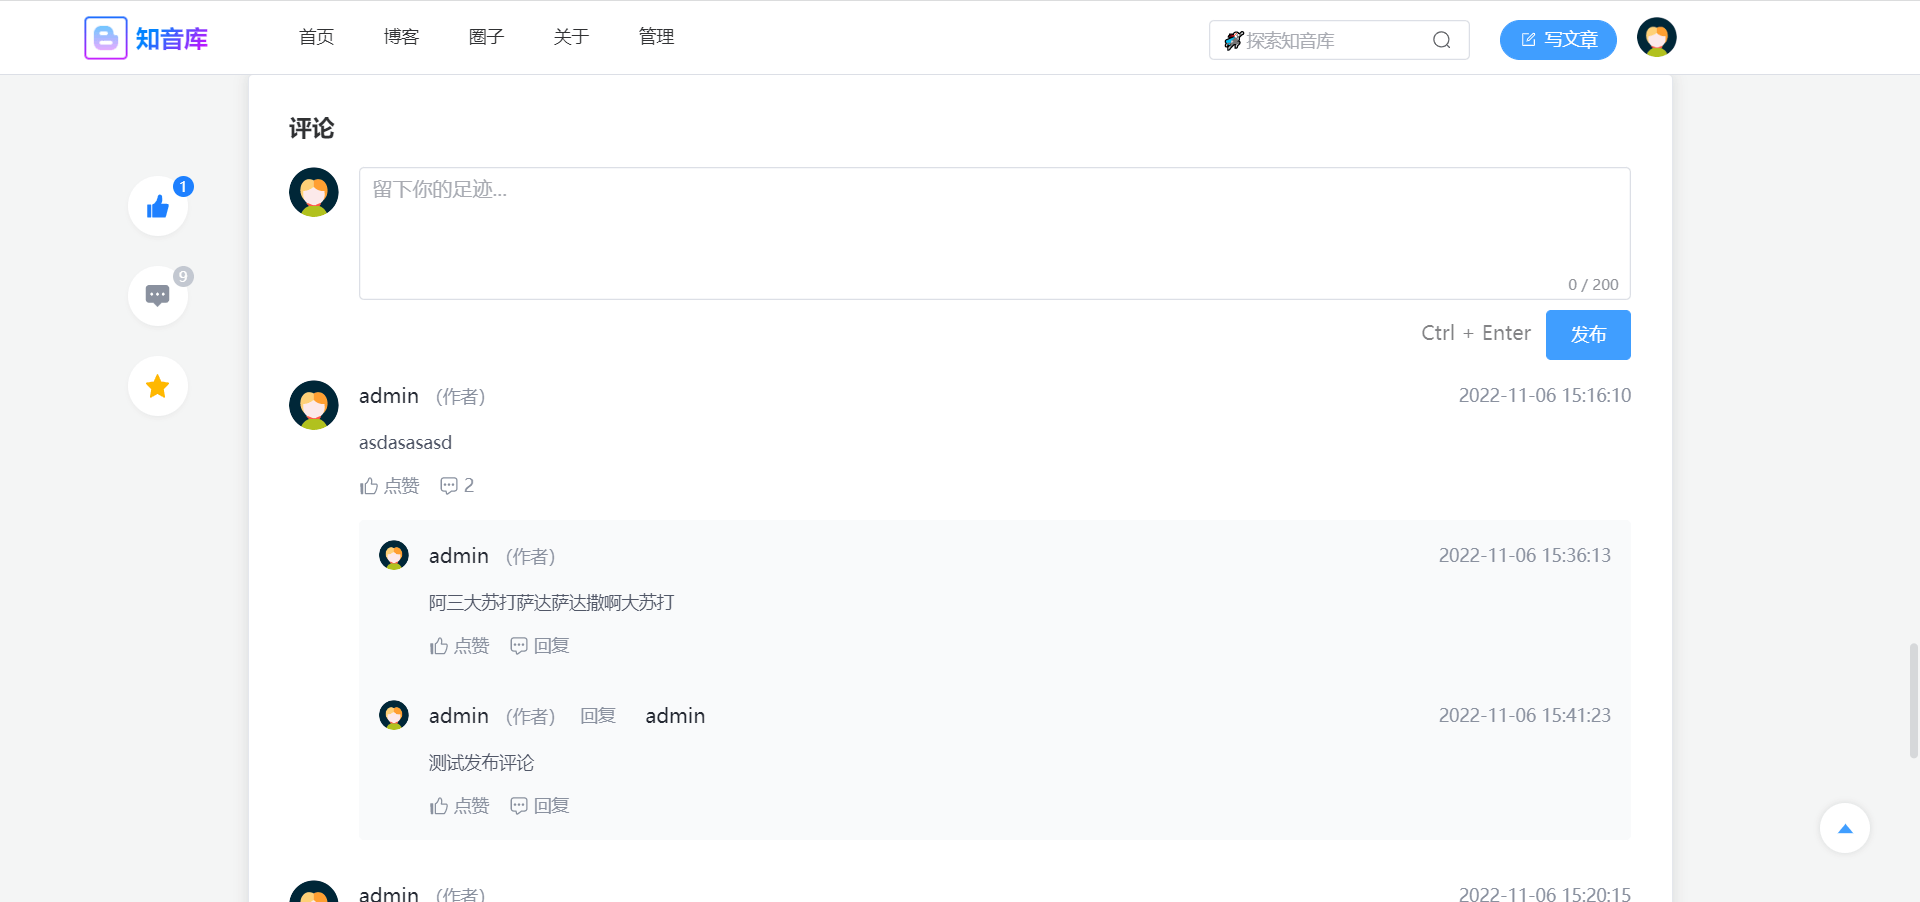 知音库 首页 博客 圈子 关于 管理 探索知音库 写文章
评论
1
留下你的足迹...
9
0 / 200
Ctrl + Enter 发布
admin (作者) 2022-11-06 15:16:10
asdasasasd
点赞 2
admin (作者) 2022-11-06 15:36:13
阿三大苏打萨达萨达撒啊大苏打
点赞 回复
admin (作者) 回复 admin 2022-11-06 15:41:23
测试发布评论
点赞 回复
admin (作者) 2022-11-06 15:20:15